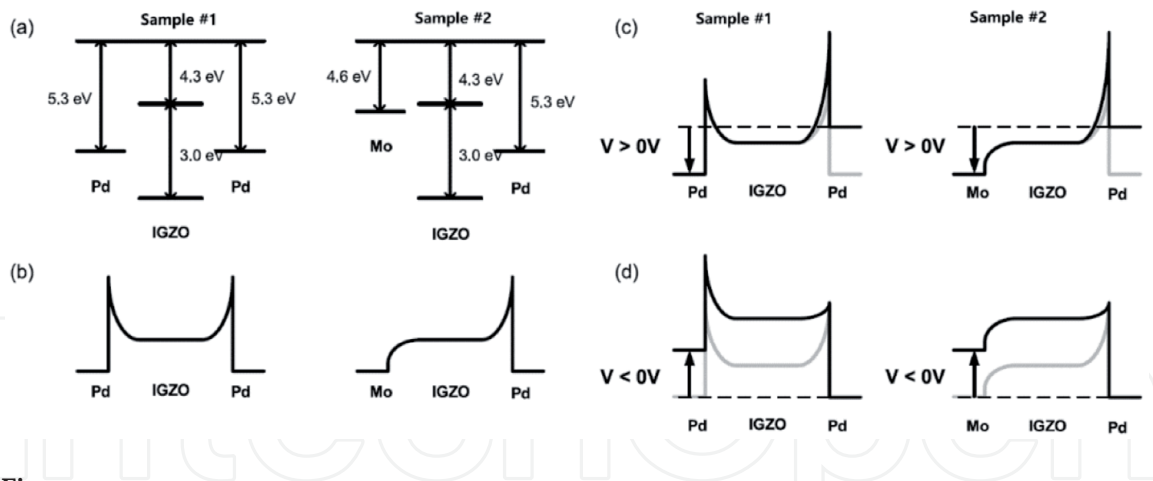 (a)
Sample #1
5.3 eV
4.3 eV
5.3 eV
3.0 eV
Pd
Pd
IGZO
Sample #2
4.6 eV
4.3 eV
5.3 eV
Mo
3.0 eV
Pd
IGZO
(b)
Pd IGZO Pd
Mo IGZO Pd
(c)
Sample #1
V > 0V
Pd IGZO Pd
Sample #2
V > 0V
Mo IGZO Pd
(d)
V < 0V
Pd IGZO Pd
V < 0V
Mo IGZO Pd